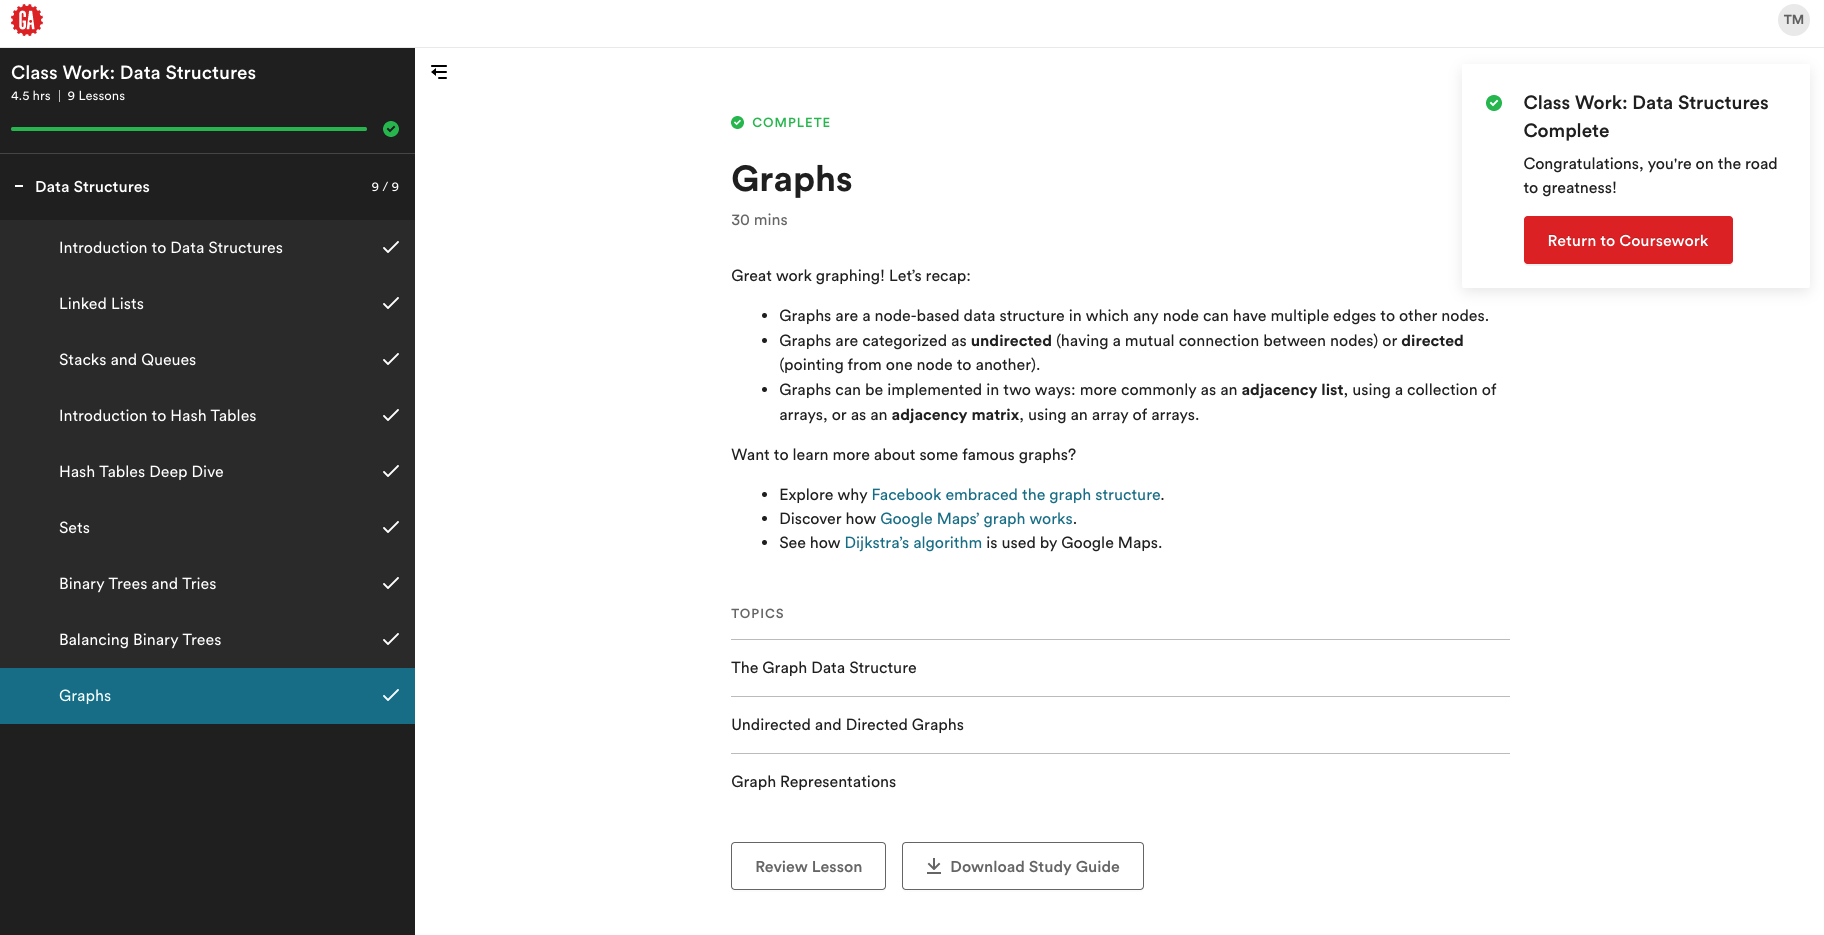 GA
TM
Class Work: Data Structures
4.5 hrs | 9 Lessons
Data Structures 9 / 9
Introduction to Data Structures
Linked Lists
Stacks and Queues
Introduction to Hash Tables
Hash Tables Deep Dive
Sets
Binary Trees and Tries
Balancing Binary Trees
Graphs
COMPLETE
Graphs
30 mins
Great work graphing! Let’s recap:
• Graphs are a node-based data structure in which any node can have multiple edges to other nodes.
• Graphs are categorized as undirected (having a mutual connection between nodes) or directed
(pointing from one node to another).
• Graphs can be implemented in two ways: more commonly as an adjacency list, using a collection of
arrays, or as an adjacency matrix, using an array of arrays.
Want to learn more about some famous graphs?
• Explore why Facebook embraced the graph structure.
• Discover how Google Maps’ graph works.
• See how Dijkstra’s algorithm is used by Google Maps.
TOPICS
The Graph Data Structure
Undirected and Directed Graphs
Graph Representations
Review Lesson
Download Study Guide
Class Work: Data Structures
Complete
Congratulations, you're on the road
to greatness!
Return to Coursework